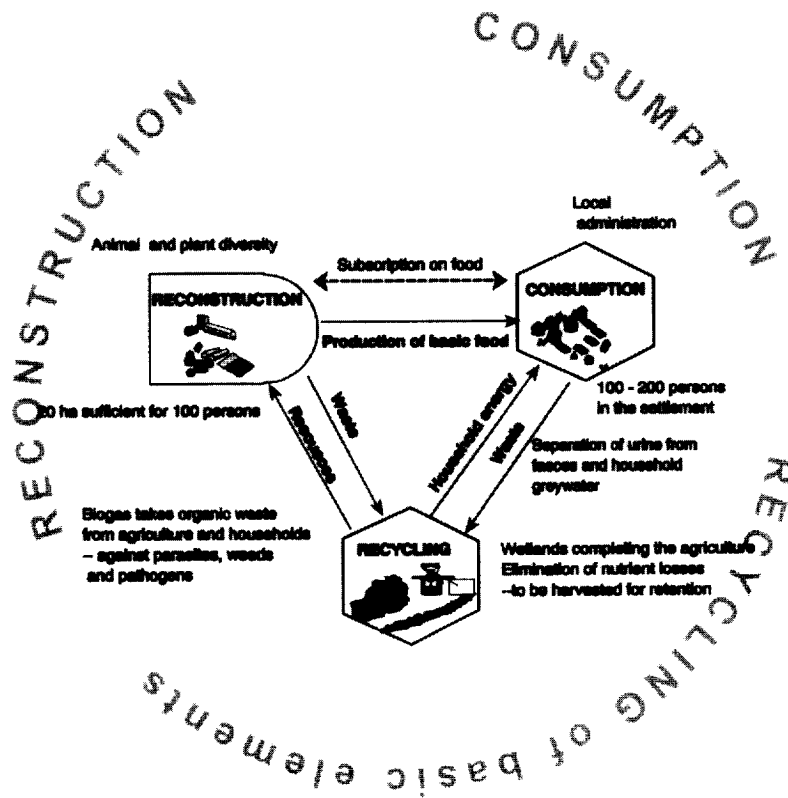 CONSUMPTION
RECONSTRUCTION
Local
administration
Animal and plant diversity
Subscription on food
RECONSTRUCTION
CONSUMPTION
Production of basic food
100 - 200 persons
in the settlement
20 ha sufficient for 100 persons
Resources
Waste
Household energy
Waste
Separation of urine from
faeces and household
greywater
Biogas takes organic waste
from agriculture and households
– against parasites, weeds
and pathogens
RECYCLING
Wetlands completing the agriculture
Elimination of nutrient losses
--to be harvested for retention
RECYCLING of basic elements